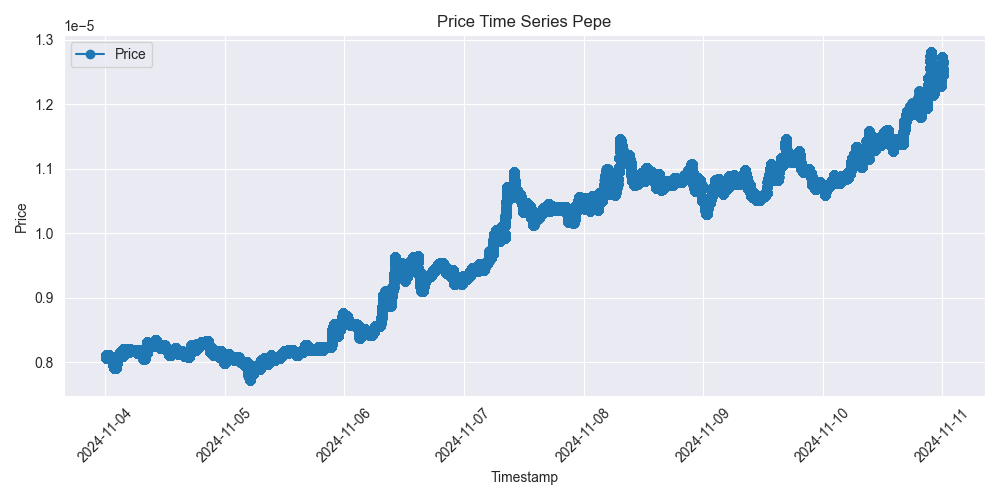 Price Time Series Pepe
1e−5
1.3
1.2
1.1
1.0
0.9
0.8
Price
Price
2024-11-04
2024-11-05
2024-11-06
2024-11-07
2024-11-08
2024-11-09
2024-11-10
2024-11-11
Timestamp